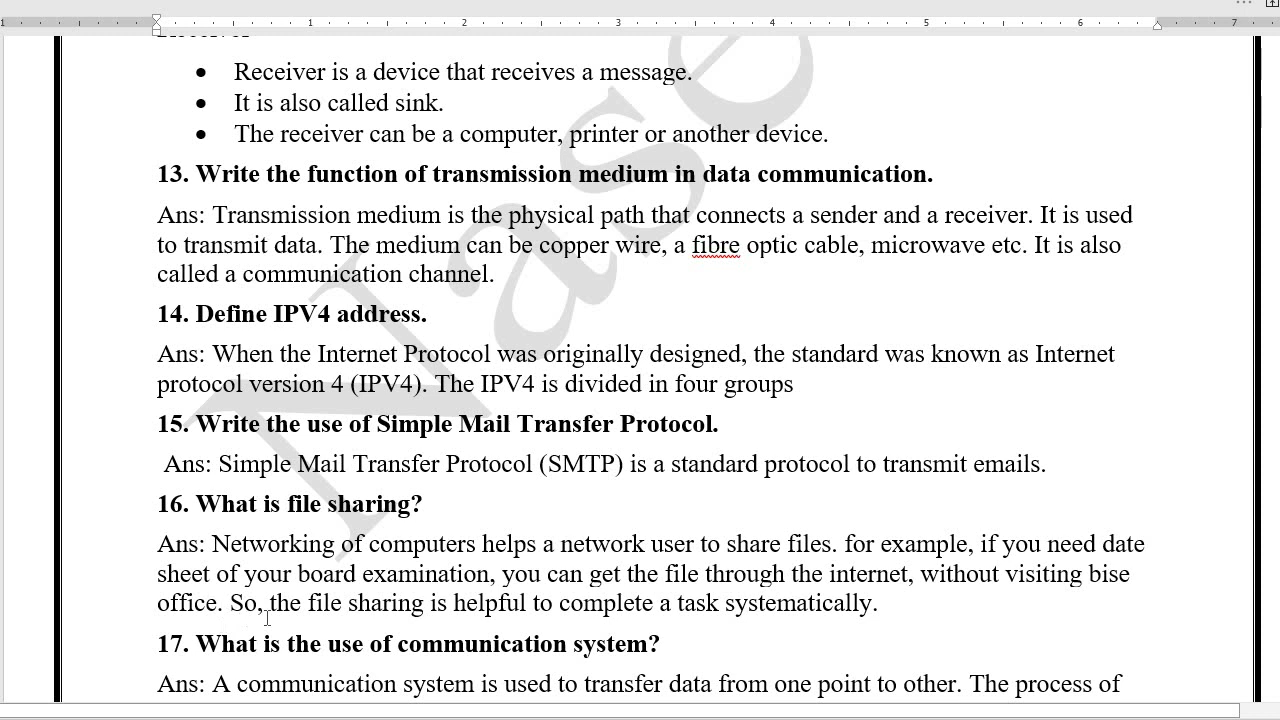 1 1 2 3 4 5 6 7
• Receiver is a device that receives a message.
• It is also called sink.
• The receiver can be a computer, printer or another device.
13. Write the function of transmission medium in data communication.
Ans: Transmission medium is the physical path that connects a sender and a receiver. It is used
to transmit data. The medium can be copper wire, a fibre optic cable, microwave etc. It is also
called a communication channel.
14. Define IPV4 address.
Ans: When the Internet Protocol was originally designed, the standard was known as Internet
protocol version 4 (IPV4). The IPV4 is divided in four groups
15. Write the use of Simple Mail Transfer Protocol.
Ans: Simple Mail Transfer Protocol (SMTP) is a standard protocol to transmit emails.
16. What is file sharing?
Ans: Networking of computers helps a network user to share files. for example, if you need date
sheet of your board examination, you can get the file through the internet, without visiting bise
office. So, the file sharing is helpful to complete a task systematically.
17. What is the use of communication system?
Ans: A communication system is used to transfer data from one point to other. The process of
Nase